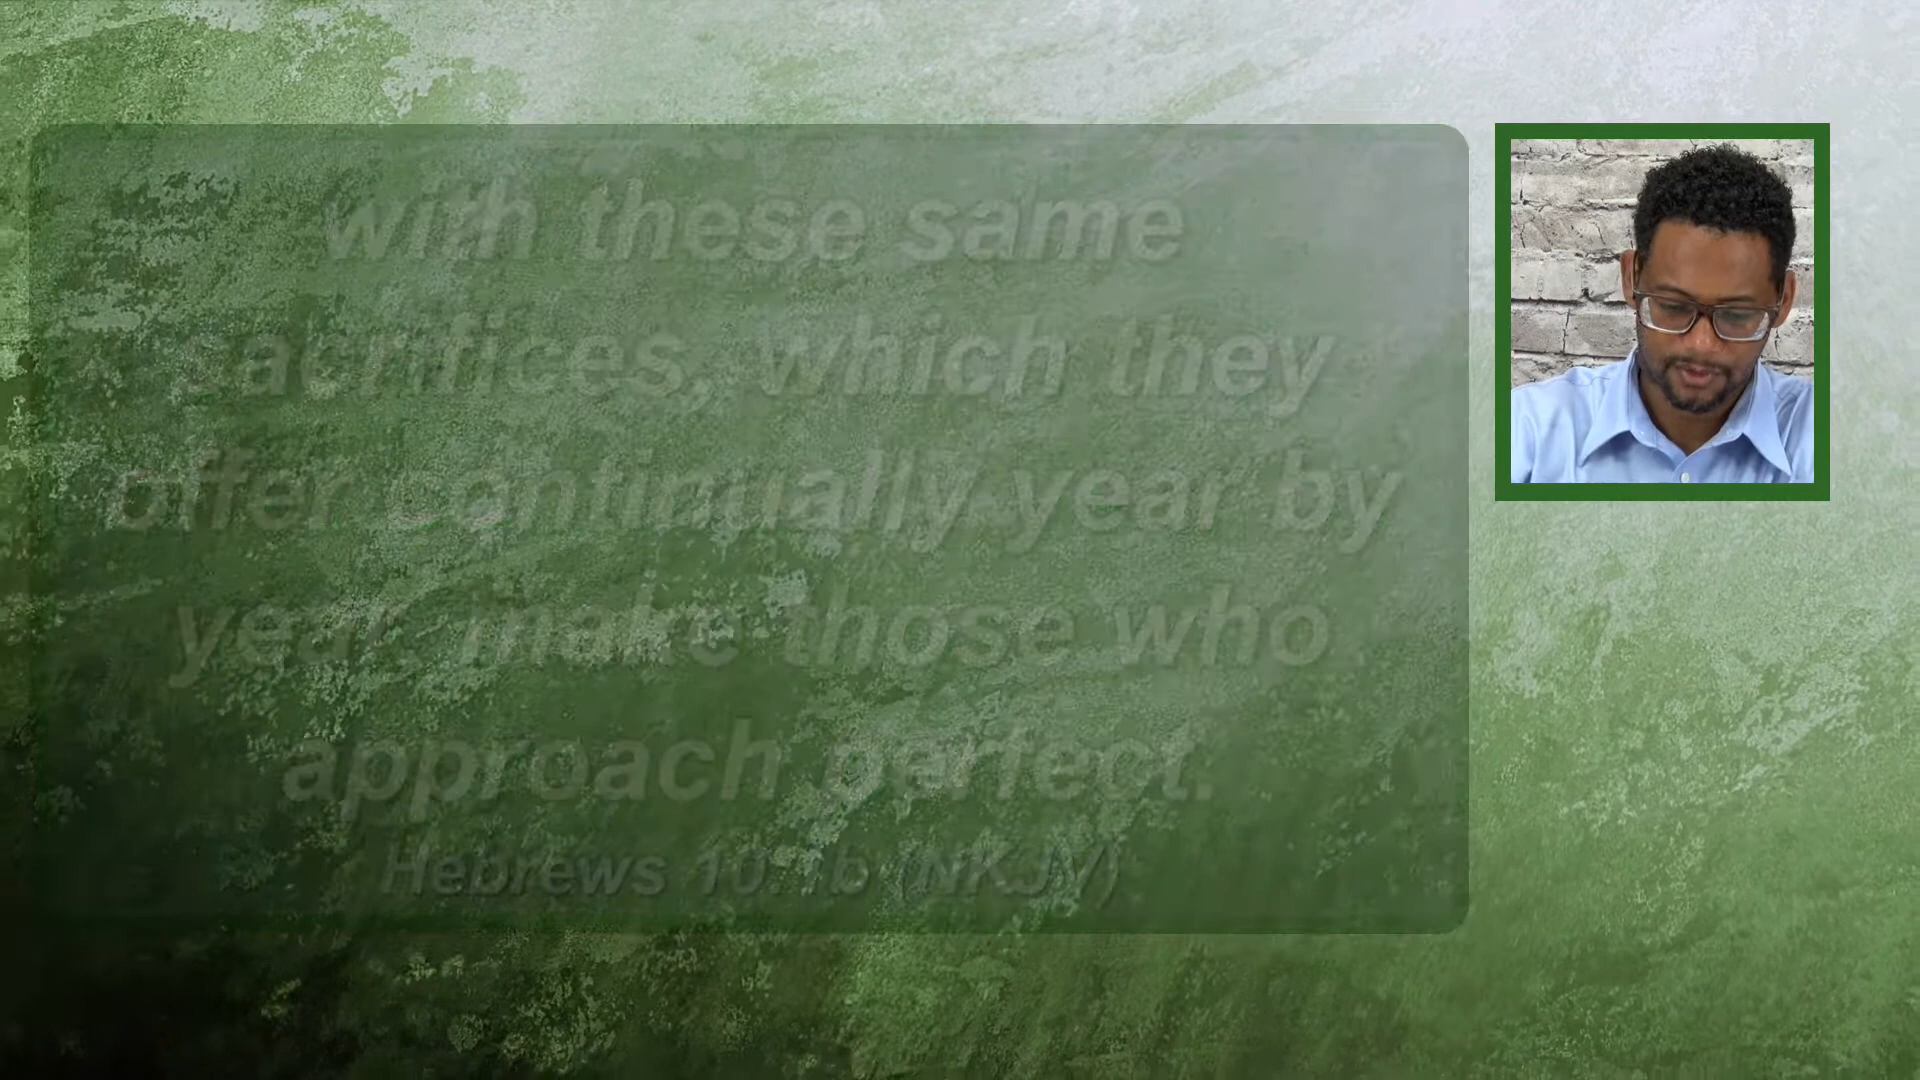 with these same
sacrifices, which they
offer continually year by
year, make those who
approach perfect.
Hebrews 10:1b (NKJV)